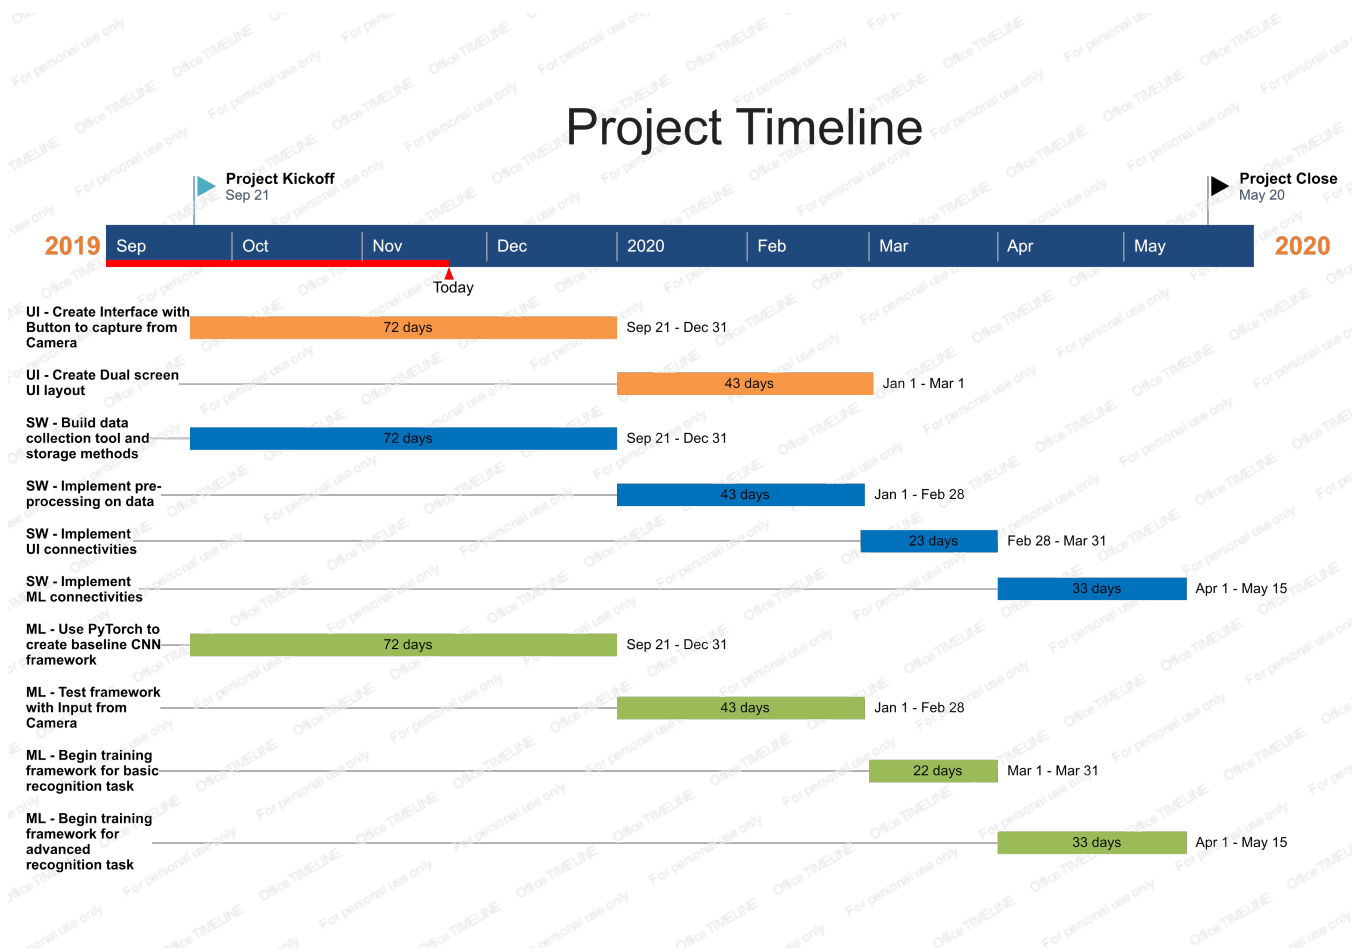 Project Timeline
Project Kickoff
Sep 21
Project Close
May 20
2019
Sep
Oct
Nov
Dec
2020
Feb
Mar
Apr
May
2020
Today
UI - Create Interface with
Button to capture from
Camera
72 days
Sep 21 - Dec 31
UI - Create Dual screen
UI layout
43 days
Jan 1 - Mar 1
SW - Build data
collection tool and
storage methods
72 days
Sep 21 - Dec 31
SW - Implement pre-
processing on data
43 days
Jan 1 - Feb 28
SW - Implement
UI connectivities
23 days
Feb 28 - Mar 31
SW - Implement
ML connectivities
33 days
Apr 1 - May 15
ML - Use PyTorch to
create baseline CNN
framework
72 days
Sep 21 - Dec 31
ML - Test framework
with Input from
Camera
43 days
Jan 1 - Feb 28
ML - Begin training
framework for basic
recognition task
22 days
Mar 1 - Mar 31
ML - Begin training
framework for
advanced
recognition task
33 days
Apr 1 - May 15
Office TIMELINE
For personal use only